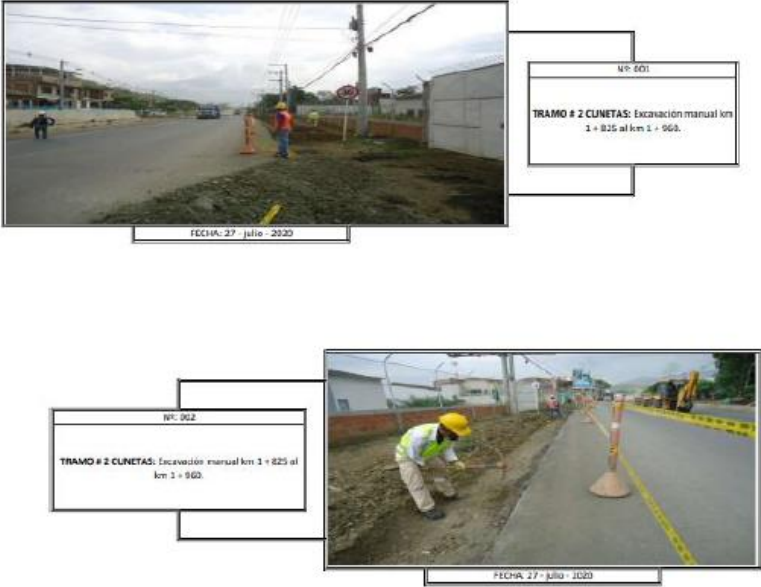 Nº: 001
TRAMO # 2 CUNETAS: Excavación manual km
1 + 825 al km 1 + 960.
FECHA: 27 - julio - 2020
Nº: 002
TRAMO # 2 CUNETAS: Excavación manual km 1 + 825 al
km 1 + 960.
FECHA: 27 - julio - 2020